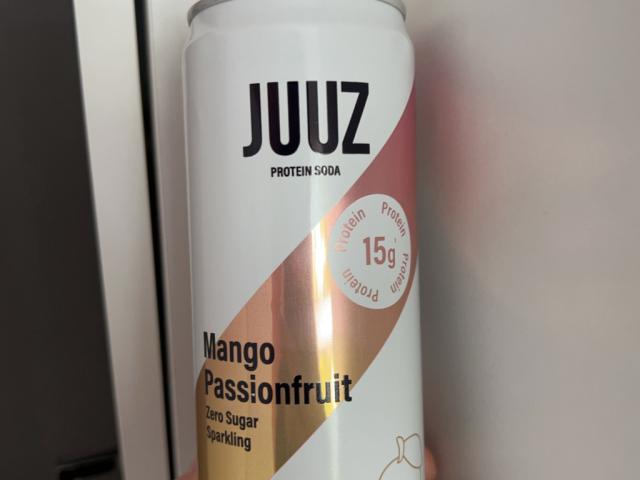 JUUZ
PROTEIN SODA
Protein Protein Protein Protein
15g
Mango
Passionfruit
Zero Sugar
Sparkling